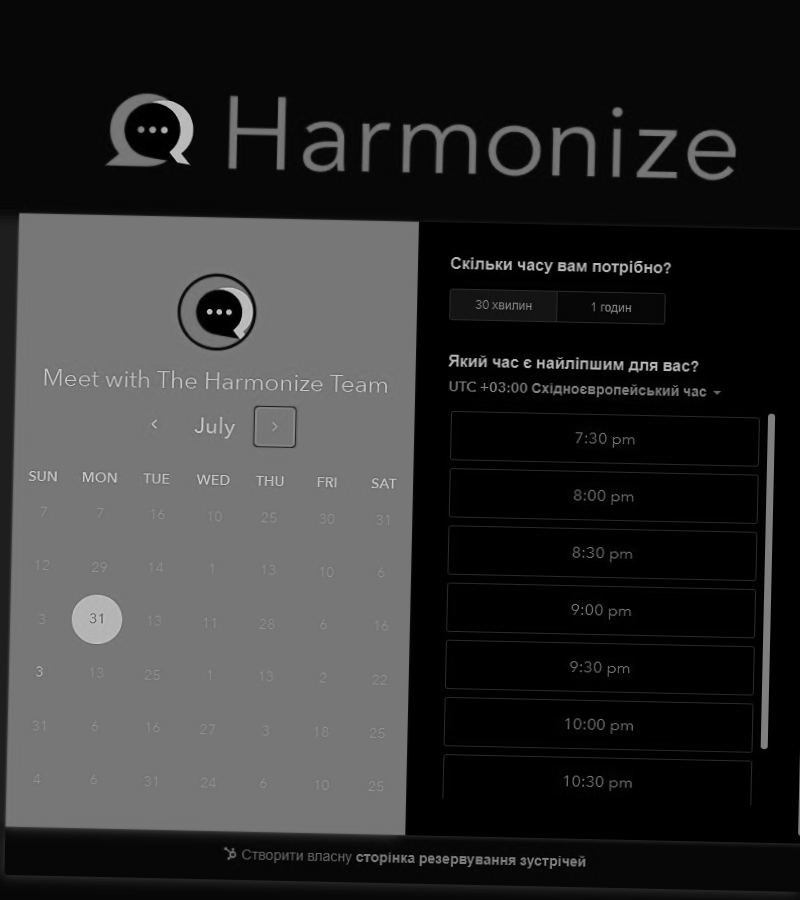 Harmonize
Meet with The Harmonize Team
July
SUN MON TUE WED THU FRI SAT
7 7 16 10 25 30 31
12 29 14 1 13 10 6
3 31 13 11 28 6 16
3 13 25 1 13 2 22
31 6 16 27 3 18 25
4 6 31 24 6 10 25
Скільки часу вам потрібно?
30 хвилин 1 годин
Який час є найліпшим для вас?
UTC +03:00 Східноєвропейський час
7:30 pm
8:00 pm
8:30 pm
9:00 pm
9:30 pm
10:00 pm
10:30 pm
Створити власну сторінка резервування зустрічей